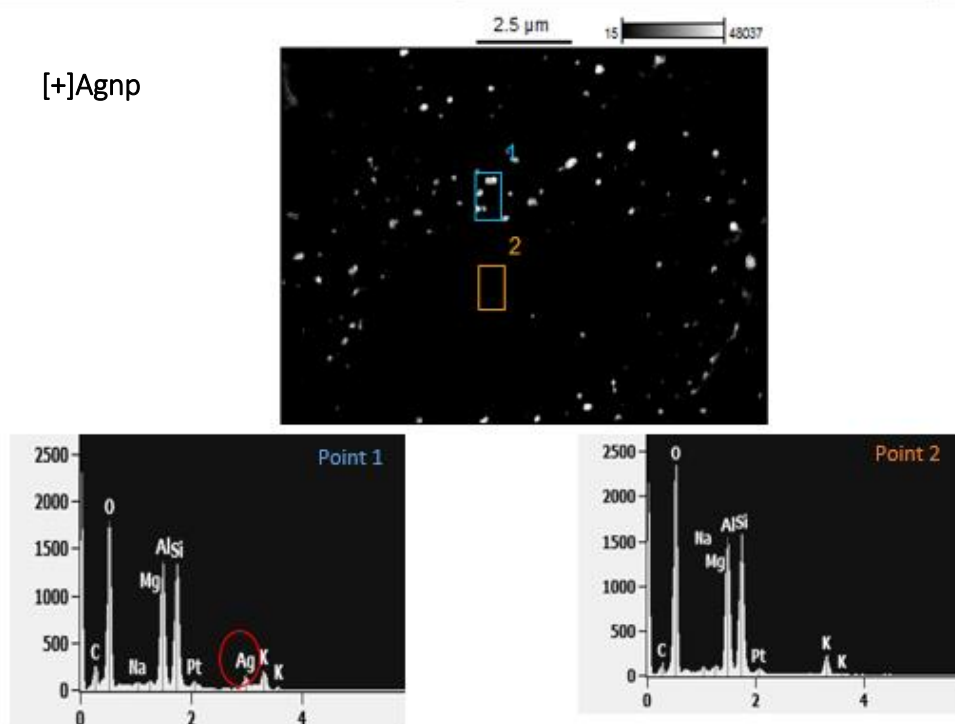 2.5 µm
15 48037
[+]Agnp
1
2
Point 1
2500
2000
1500
1000
500
0
O
Al Si
Mg
C
Na
Pt
Ag
K
K
0 2 4
Point 2
2500
2000
1500
1000
500
0
O
Na
Al Si
Mg
C
Pt
K
K
0 2 4